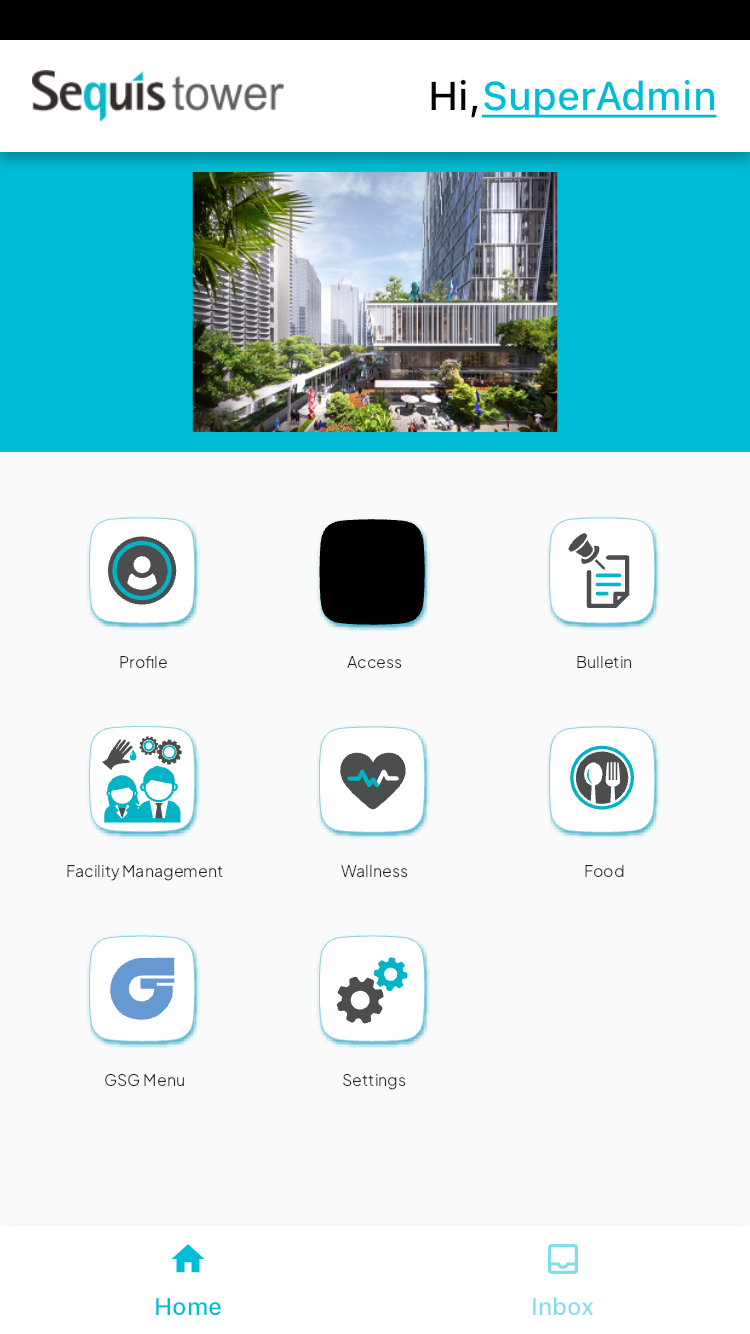 Sequis tower
Hi,SuperAdmin
Profile
Access
Bulletin
Facility Management
Wallness
Food
GSG Menu
Settings
Home
Inbox